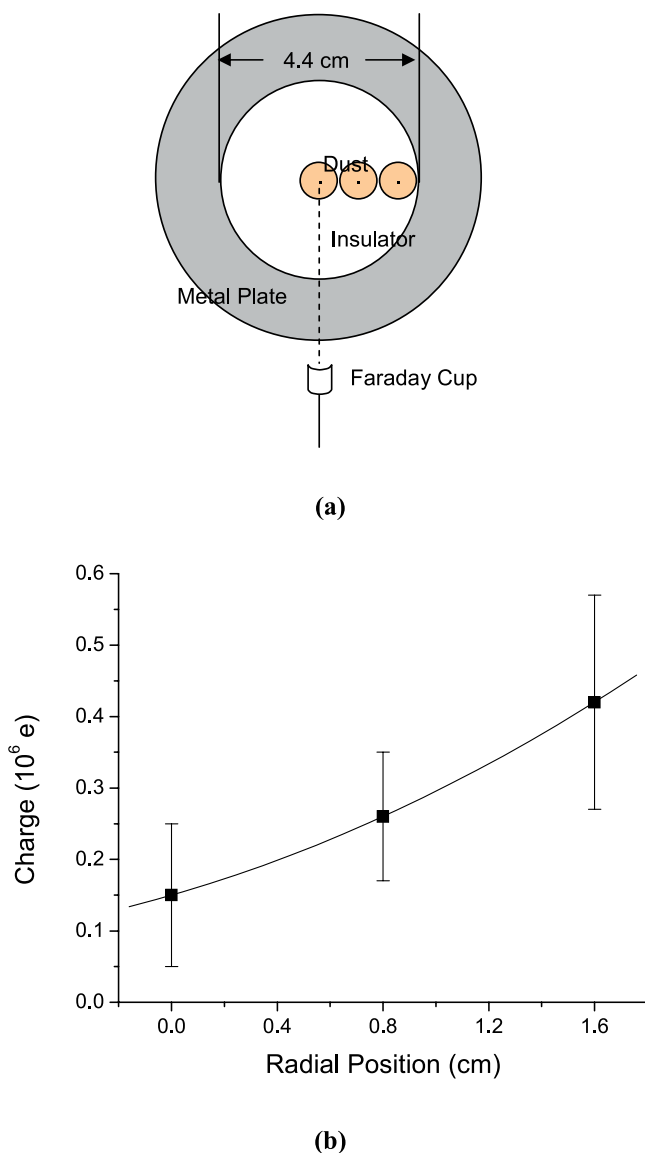 4.4 cm
Dust
Insulator
Metal Plate
Faraday Cup
(a)
0.6
0.5
0.4
0.3
0.2
0.1
0.0
Charge (10⁶ e)
0.0 0.4 0.8 1.2 1.6
Radial Position (cm)
(b)